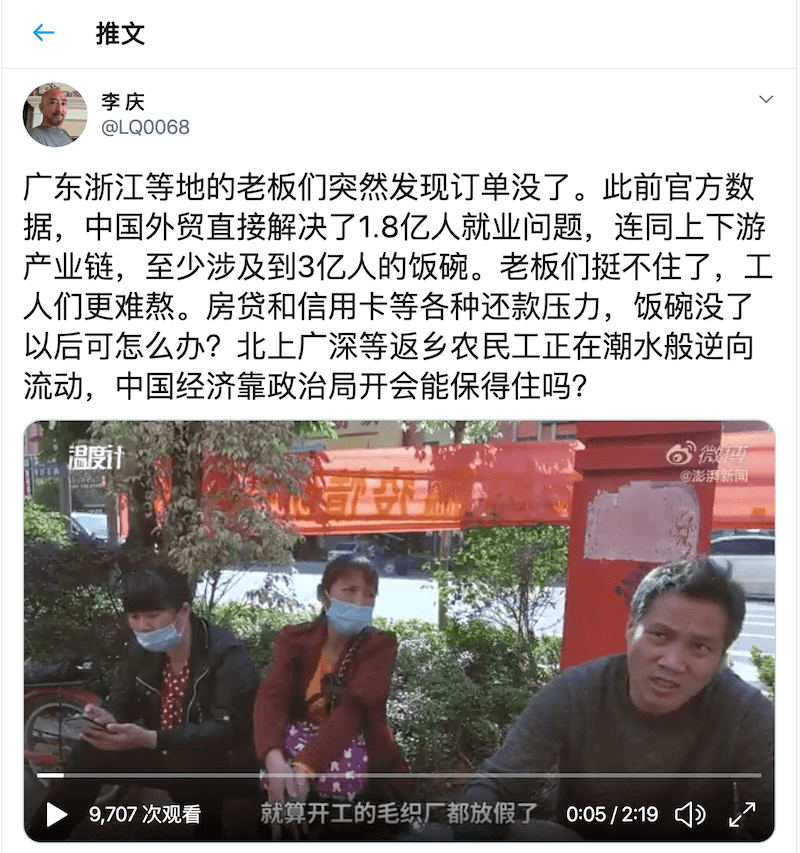 推文
李 庆
@LQ0068
广东浙江等地的老板们突然发现订单没了。此前官方数
据，中国外贸直接解决了1.8亿人就业问题，连同上下游
产业链，至少涉及到3亿人的饭碗。老板们挺不住了，工
人们更难熬。房贷和信用卡等各种还款压力，饭碗没了
以后可怎么办？北上广深等返乡农民工正在潮水般逆向
流动，中国经济靠政治局开会能保得住吗？
温度计
微博
@澎湃新闻
就算开工的毛织厂都放假了
9,707 次观看
0:05 / 2:19